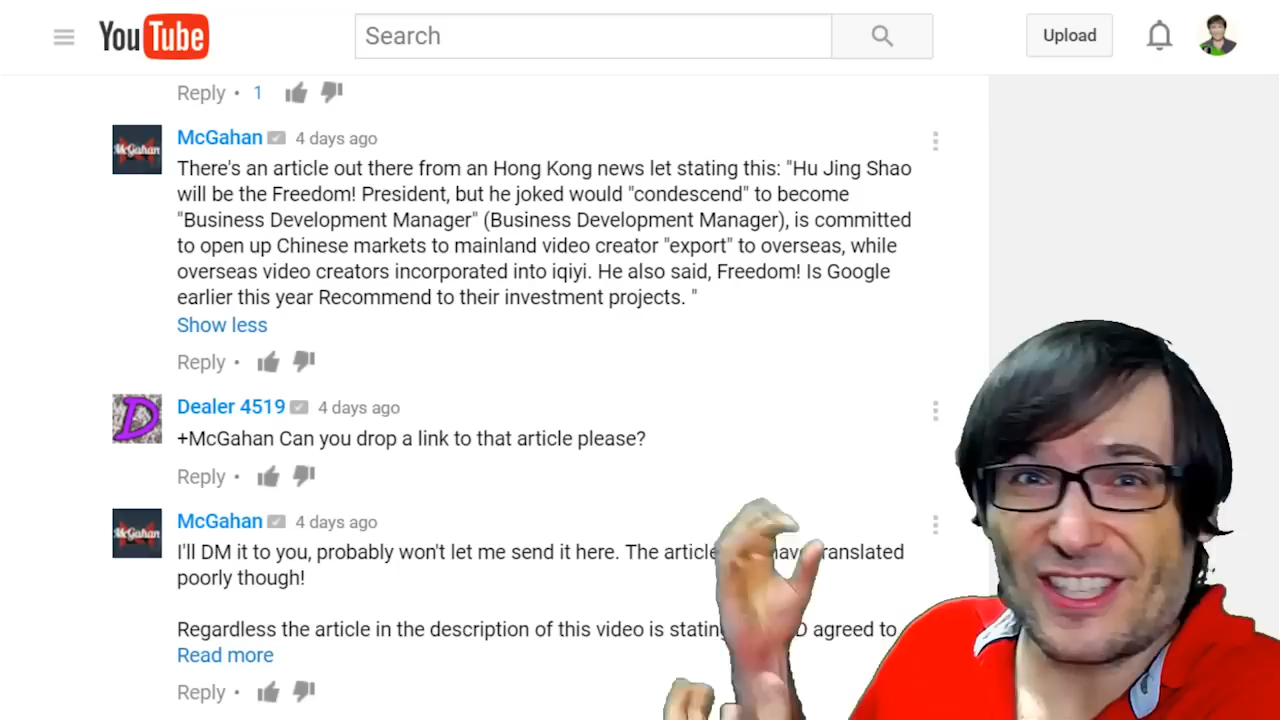 YouTube
Search
Upload
Reply • 1
McGahan 4 days ago
There's an article out there from an Hong Kong news let stating this: "Hu Jing Shao
will be the Freedom! President, but he joked would "condescend" to become
"Business Development Manager" (Business Development Manager), is committed
to open up Chinese markets to mainland video creator "export" to overseas, while
overseas video creators incorporated into iqiyi. He also said, Freedom! Is Google
earlier this year Recommend to their investment projects. "
Show less
Reply •
McGahan
Dealer 4519 4 days ago
D
+McGahan Can you drop a link to that article please?
Reply •
McGahan 4 days ago
McGahan
I'll DM it to you, probably won't let me send it here. The article translated
poorly though!
Regardless the article in the description of this video is stating agreed to
Read more
Reply •